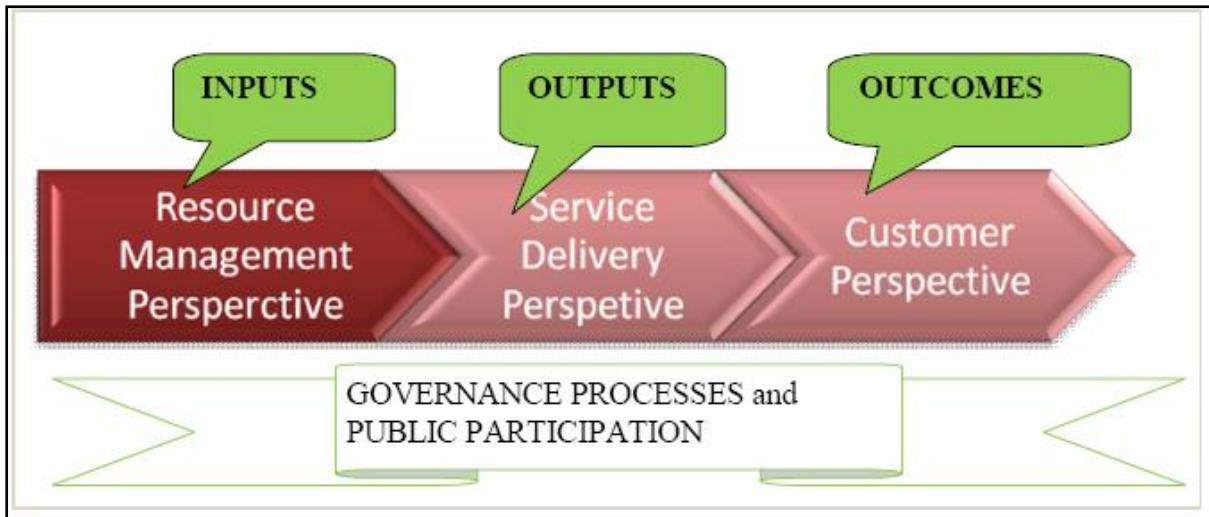 INPUTS
OUTPUTS
OUTCOMES
Resource
Management
Persperctive
Service
Delivery
Perspetive
Customer
Perspective
GOVERNANCE PROCESSES and
PUBLIC PARTICIPATION